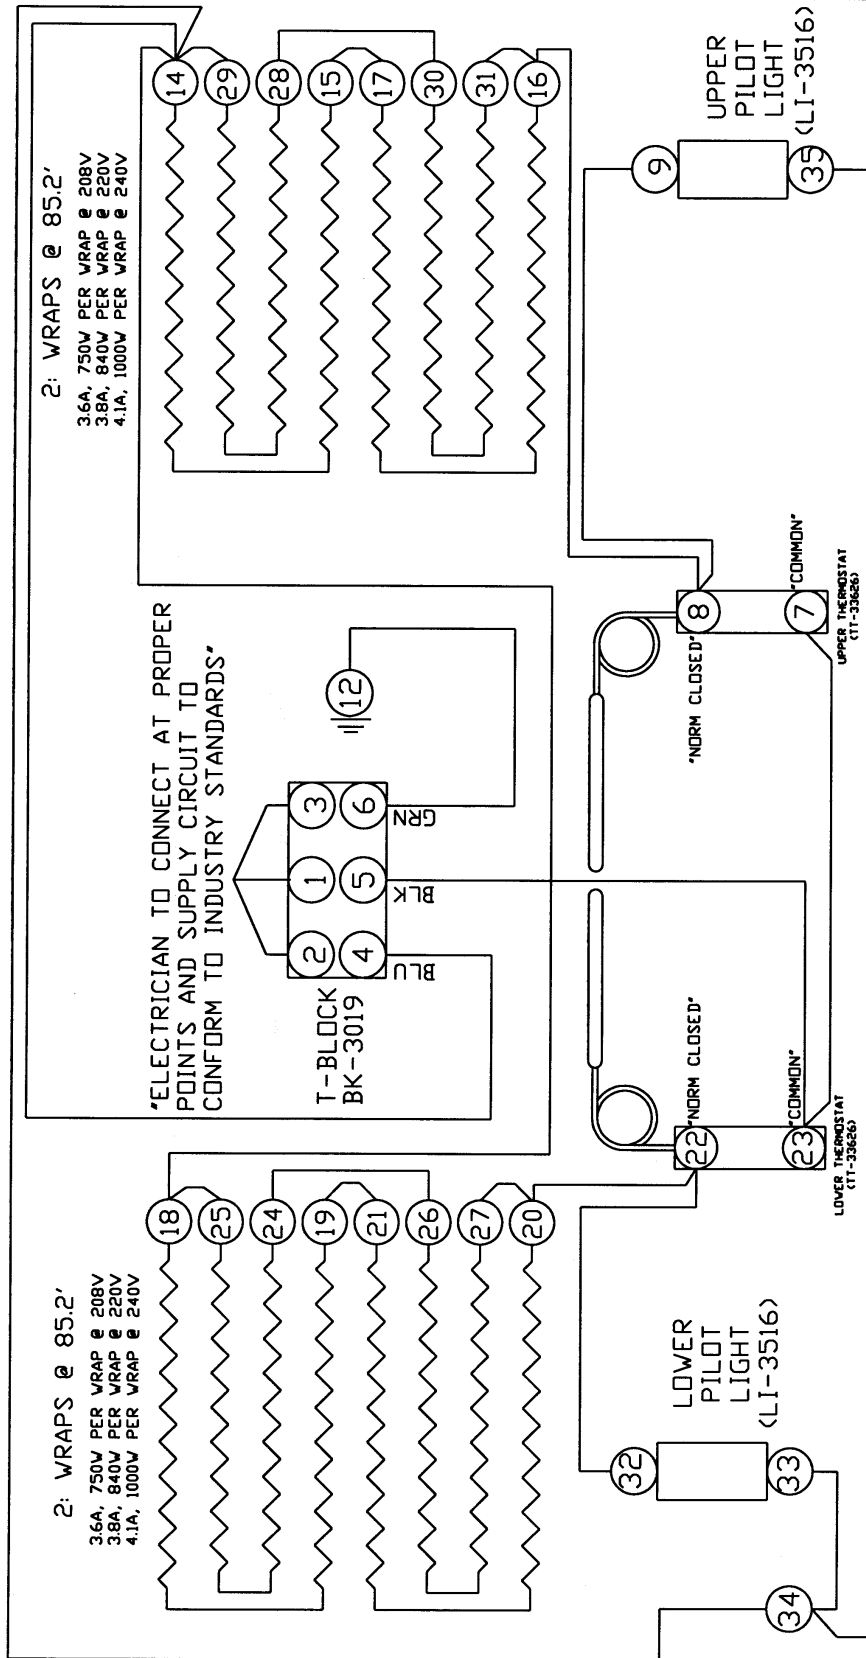 2: WRAPS @ 85.2'
3.6A, 750W PER WRAP @ 208V
3.8A, 840W PER WRAP @ 220V
4.1A, 1000W PER WRAP @ 240V
18
25
24
19
21
26
27
20
2: WRAPS @ 85.2'
3.6A, 750W PER WRAP @ 208V
3.8A, 840W PER WRAP @ 220V
4.1A, 1000W PER WRAP @ 240V
14
29
28
15
17
30
31
16
"ELECTRICIAN TO CONNECT AT PROPER
POINTS AND SUPPLY CIRCUIT TO
CONFORM TO INDUSTRY STANDARDS"
T-BLOCK
BK-3019
2 1 3
4 5 6
BLU BLK GRN
12
LOWER
PILOT
LIGHT
(LI-3516)
32
33
34
22
"NORM CLOSED"
23
"COMMON"
LOWER THERMOSTAT
(TT-33626)
8
"NORM CLOSED"
7
"COMMON"
UPPER THERMOSTAT
(TT-33626)
UPPER
PILOT
LIGHT
(LI-3516)
9
35